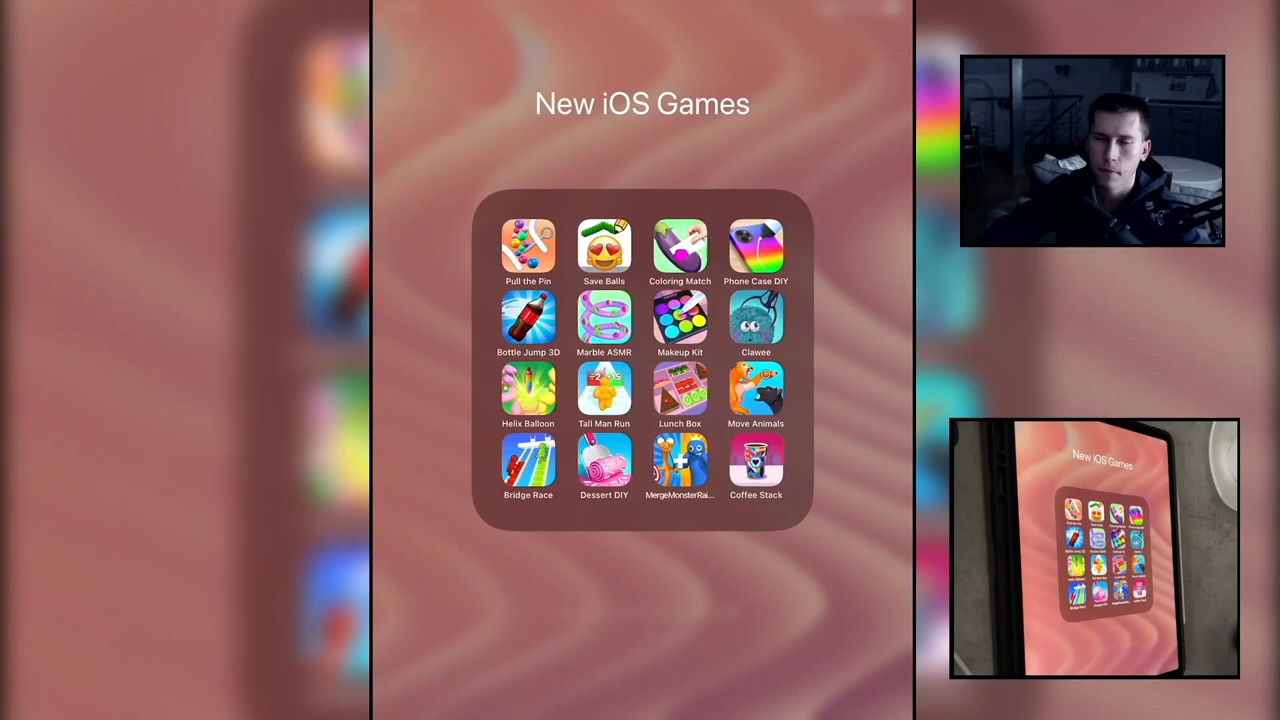 New iOS Games
Pull the Pin
Save Balls
Coloring Match
Phone Case DIY
Bottle Jump 3D
Marble ASMR
Makeup Kit
Clawee
÷2 +15
Helix Balloon
Tall Man Run
Lunch Box
Move Animals
Bridge Race
Dessert DIY
MergeMonsterRai...
Coffee Stack
New iOS Games